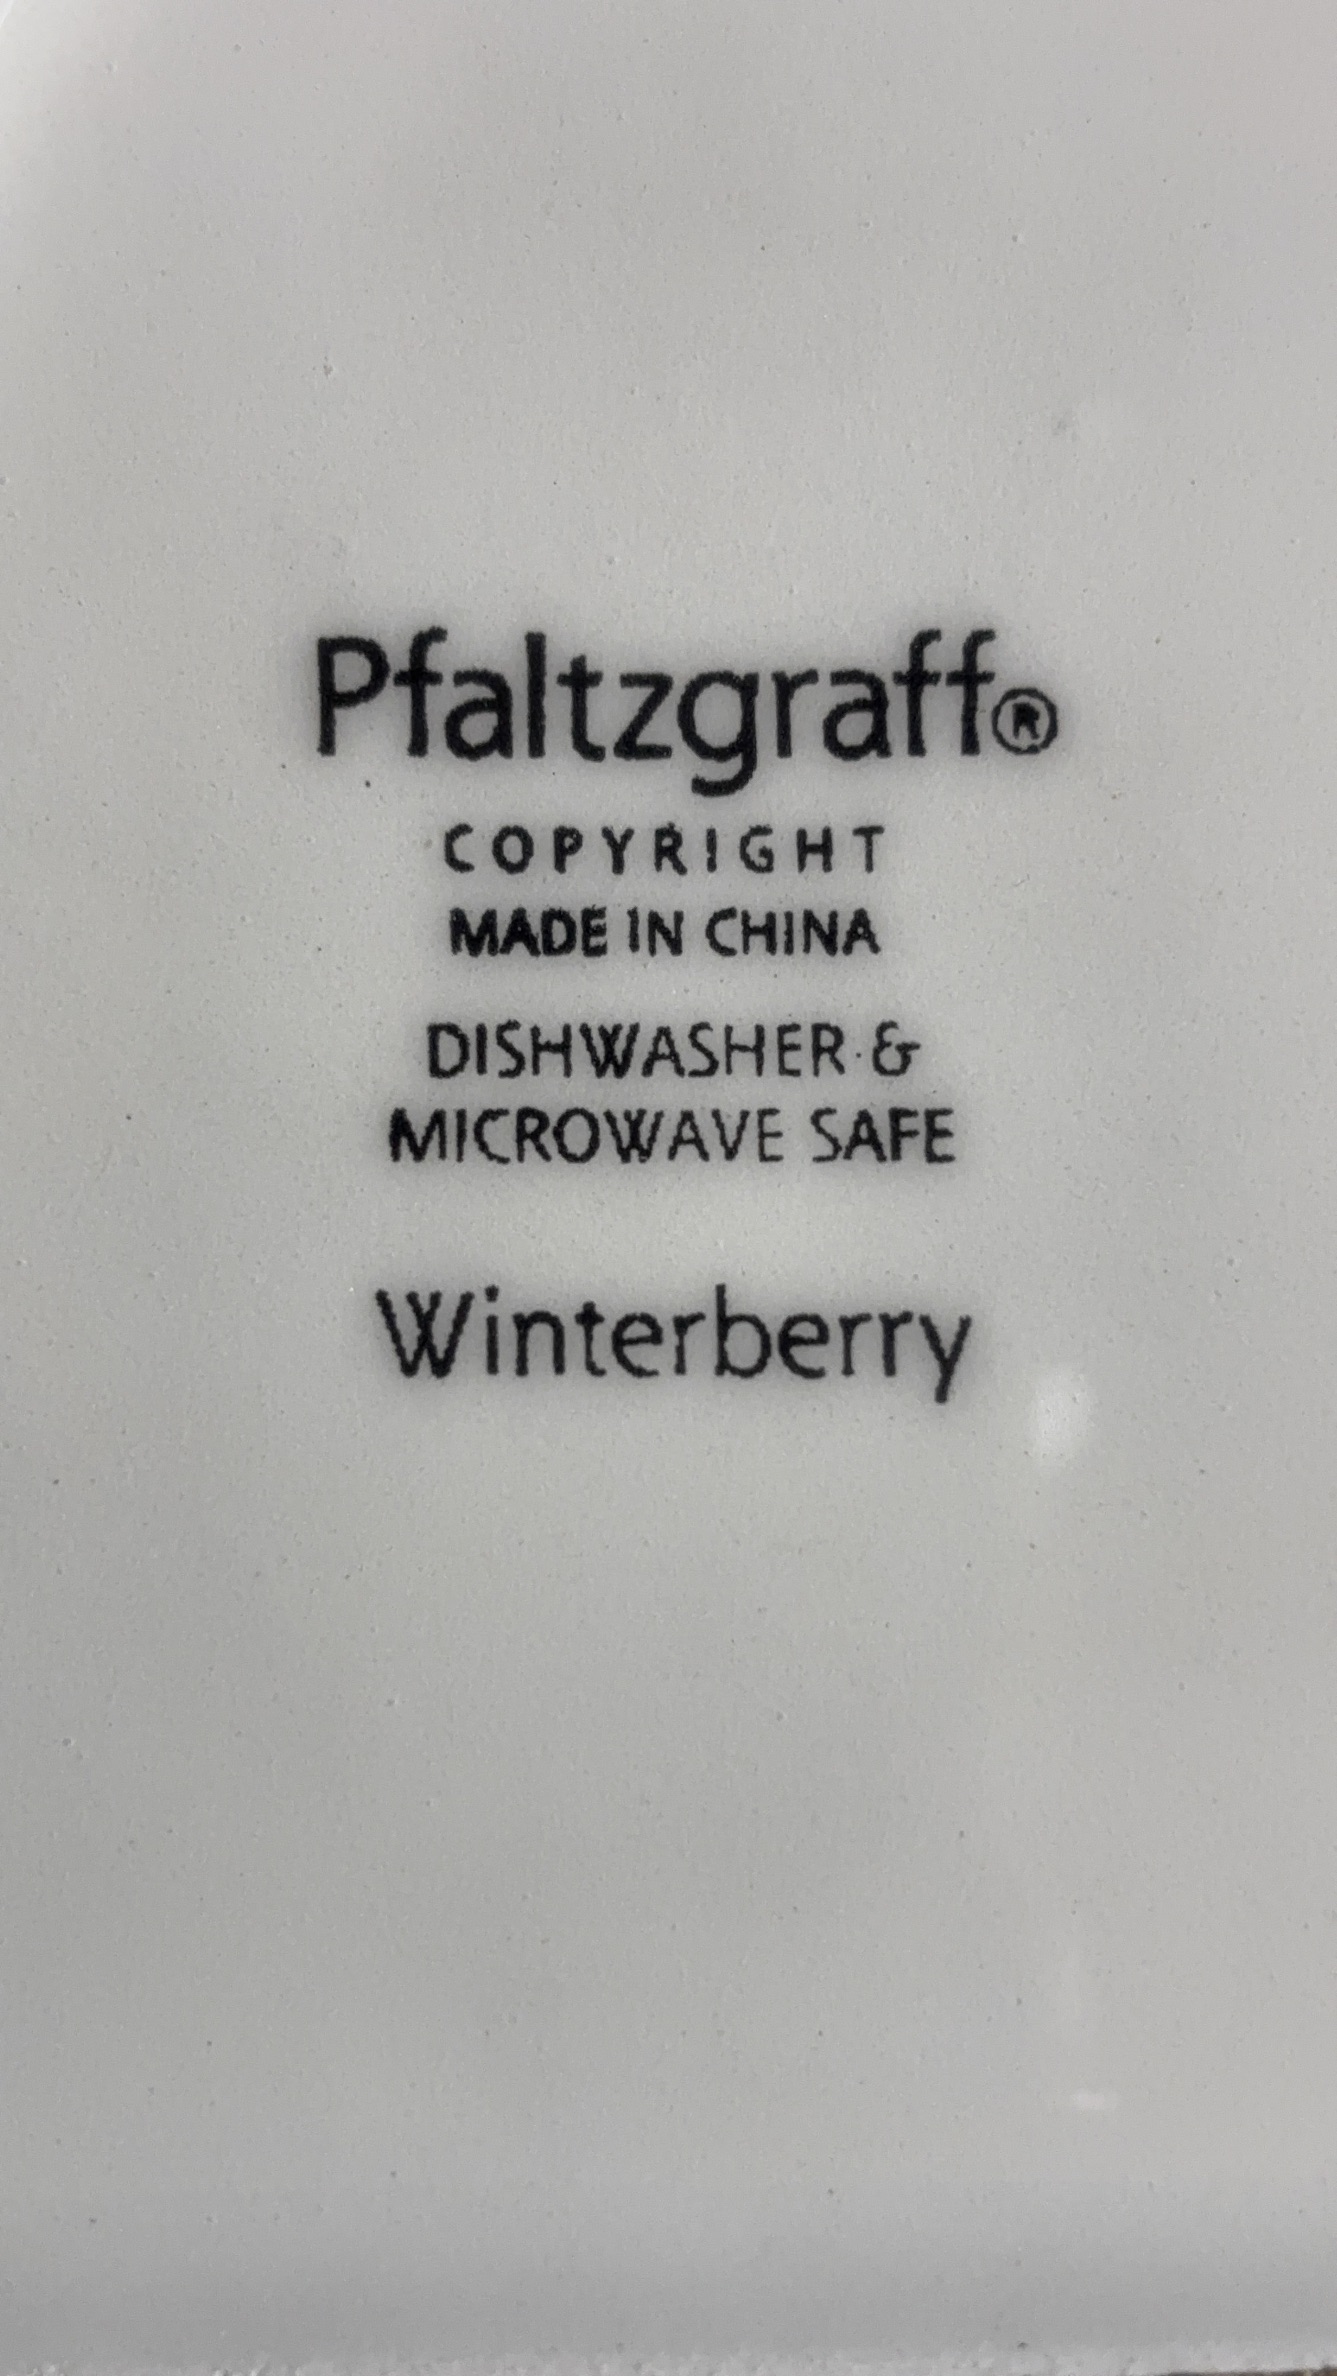 Pfaltzgraff®
COPYRIGHT
MADE IN CHINA
DISHWASHER &
MICROWAVE SAFE
Winterberry